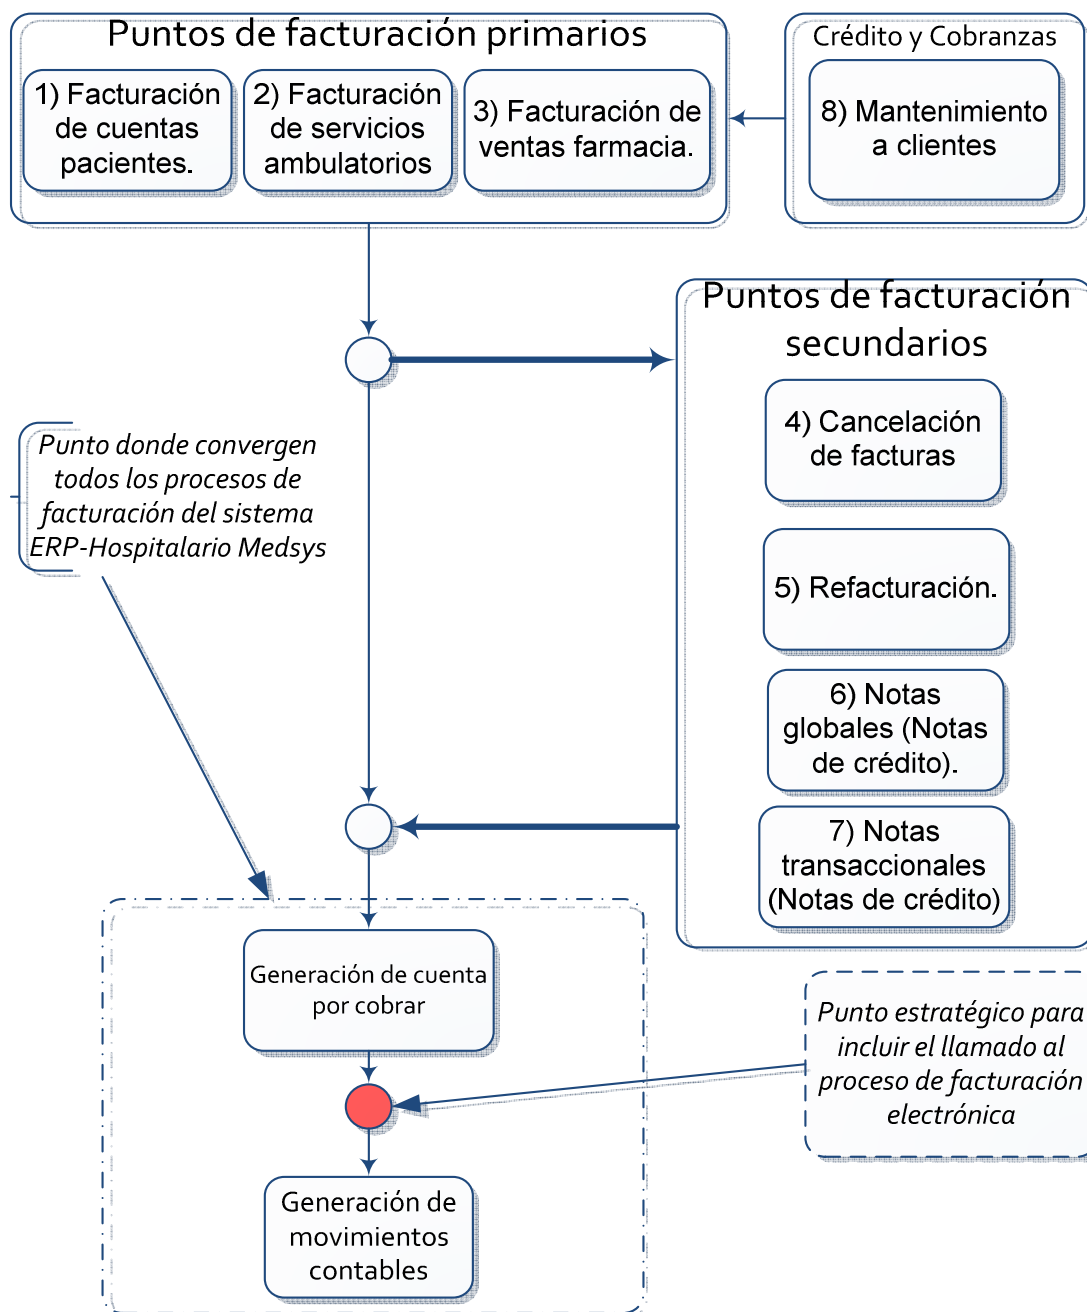 Puntos de facturación primarios
1) Facturación
de cuentas
pacientes.
2) Facturación
de servicios
ambulatorios
3) Facturación de
ventas farmacia.
Crédito y Cobranzas
8) Mantenimiento
a clientes
Puntos de facturación
secundarios
4) Cancelación
de facturas
5) Refacturación.
6) Notas
globales (Notas
de crédito).
7) Notas
transaccionales
(Notas de crédito)
Punto donde convergen
todos los procesos de
facturación del sistema
ERP-Hospitalario Medsys
Generación de cuenta
por cobrar
Punto estratégico para
incluir el llamado al
proceso de facturación
electrónica
Generación de
movimientos
contables